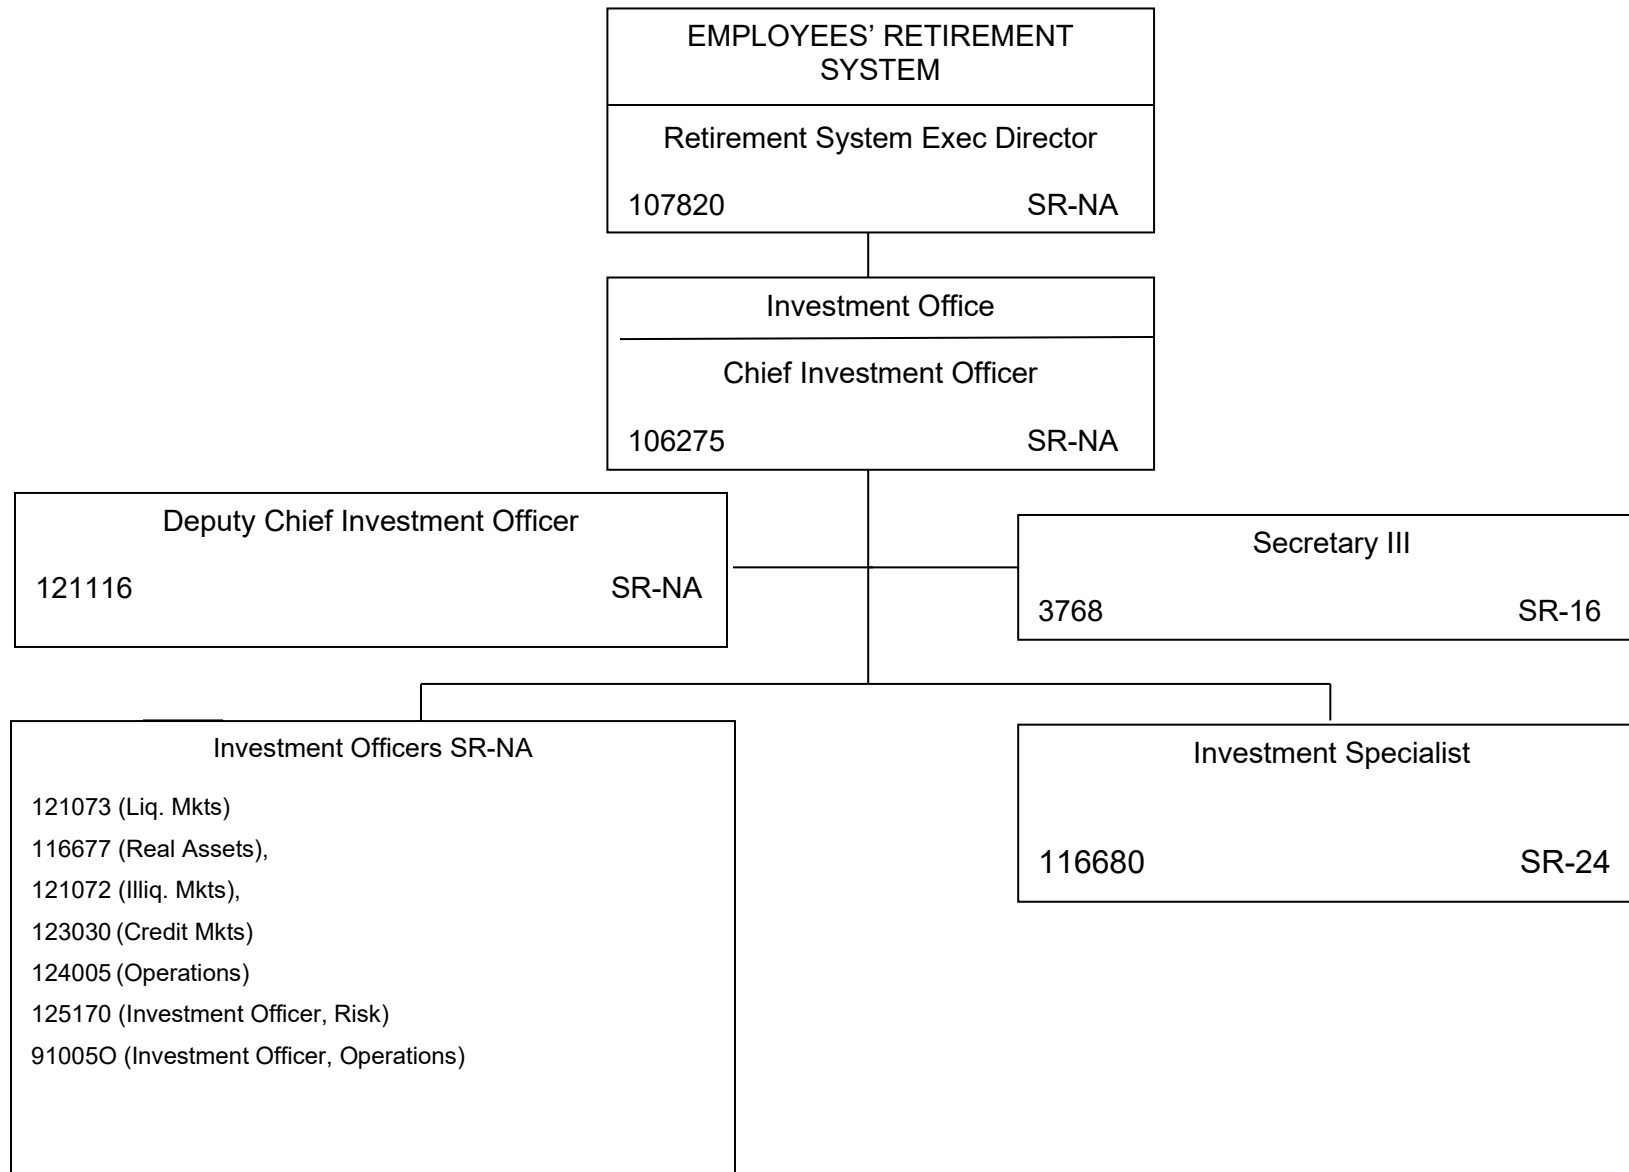 EMPLOYEES’ RETIREMENT
SYSTEM
Retirement System Exec Director
107820 SR-NA
Investment Office
Chief Investment Officer
106275 SR-NA
Deputy Chief Investment Officer
121116 SR-NA
Secretary III
3768 SR-16
Investment Officers SR-NA
121073 (Liq. Mkts)
116677 (Real Assets),
121072 (Illiq. Mkts),
123030 (Credit Mkts)
124005 (Operations)
125170 (Investment Officer, Risk)
91005O (Investment Officer, Operations)
Investment Specialist
116680 SR-24